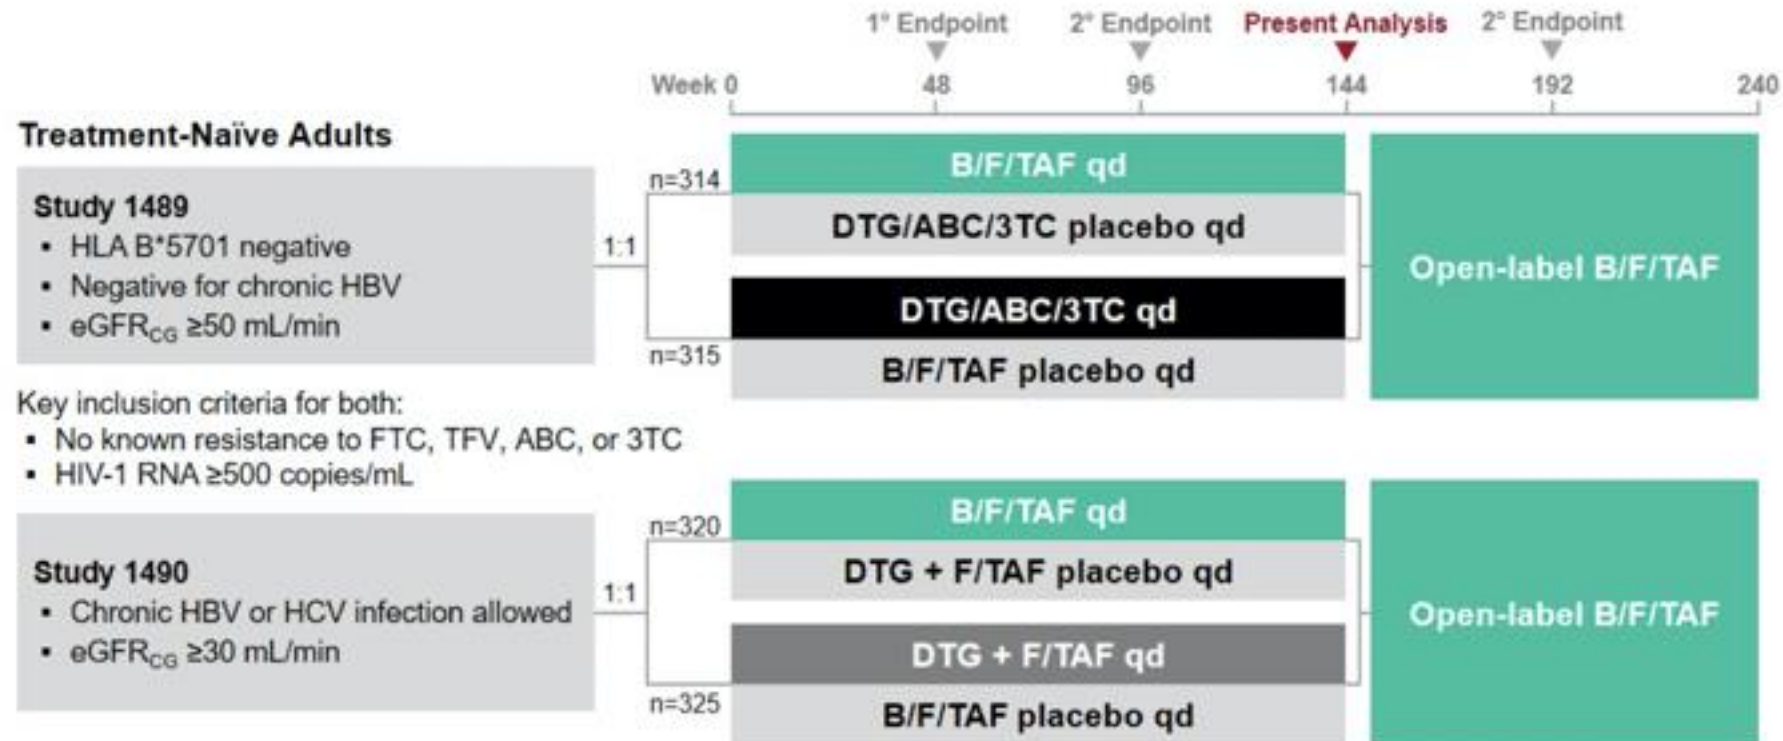 1° Endpoint 2° Endpoint Present Analysis 2° Endpoint
Week 0 48 96 144 192 240
Treatment-Naïve Adults
Study 1489
▪ HLA B*5701 negative
▪ Negative for chronic HBV
▪ eGFRCG ≥50 mL/min
1:1
n=314
B/F/TAF qd
DTG/ABC/3TC placebo qd
DTG/ABC/3TC qd
n=315
B/F/TAF placebo qd
Open-label B/F/TAF
Key inclusion criteria for both:
▪ No known resistance to FTC, TFV, ABC, or 3TC
▪ HIV-1 RNA ≥500 copies/mL
Study 1490
▪ Chronic HBV or HCV infection allowed
▪ eGFRCG ≥30 mL/min
1:1
n=320
B/F/TAF qd
DTG + F/TAF placebo qd
DTG + F/TAF qd
n=325
B/F/TAF placebo qd
Open-label B/F/TAF